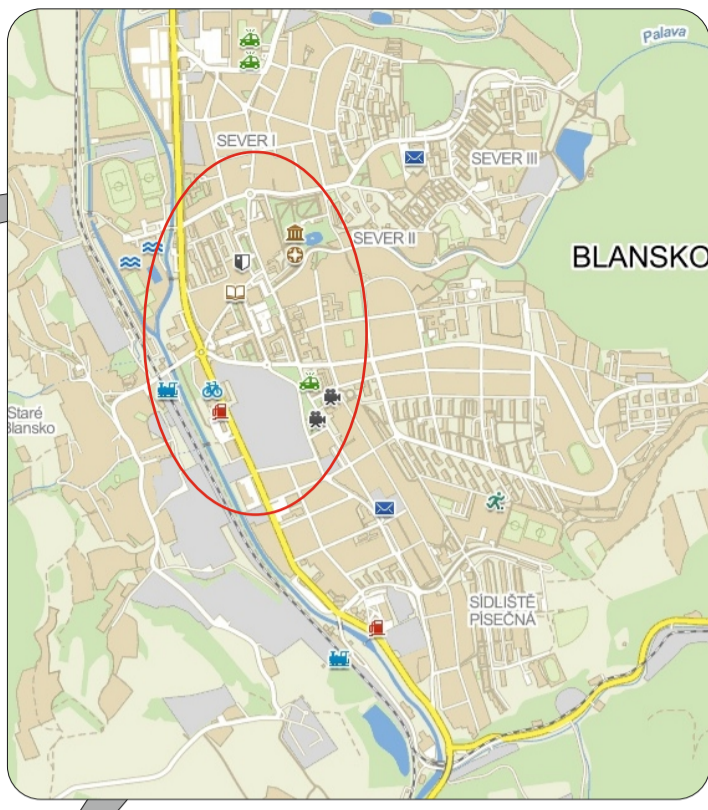 Palava
SEVER I
SEVER III
SEVER II
BLANSKO
Staré
Blansko
SÍDLIŠTĚ
PÍSEČNÁ